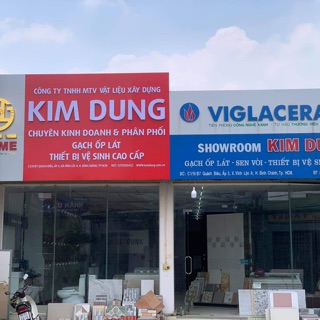 CÔNG TY TNHH MTV VẬT LIỆU XÂY DỰNG
KIM DUNG
CHUYÊN KINH DOANH & PHÂN PHỐI
GẠCH ỐP LÁT
THIẾT BỊ VỆ SINH CAO CẤP
ME
VIGLACERA
SHOWROOM KIM DU
GẠCH ỐP LÁT - SEN VÒI - THIẾT BỊ VỆ S